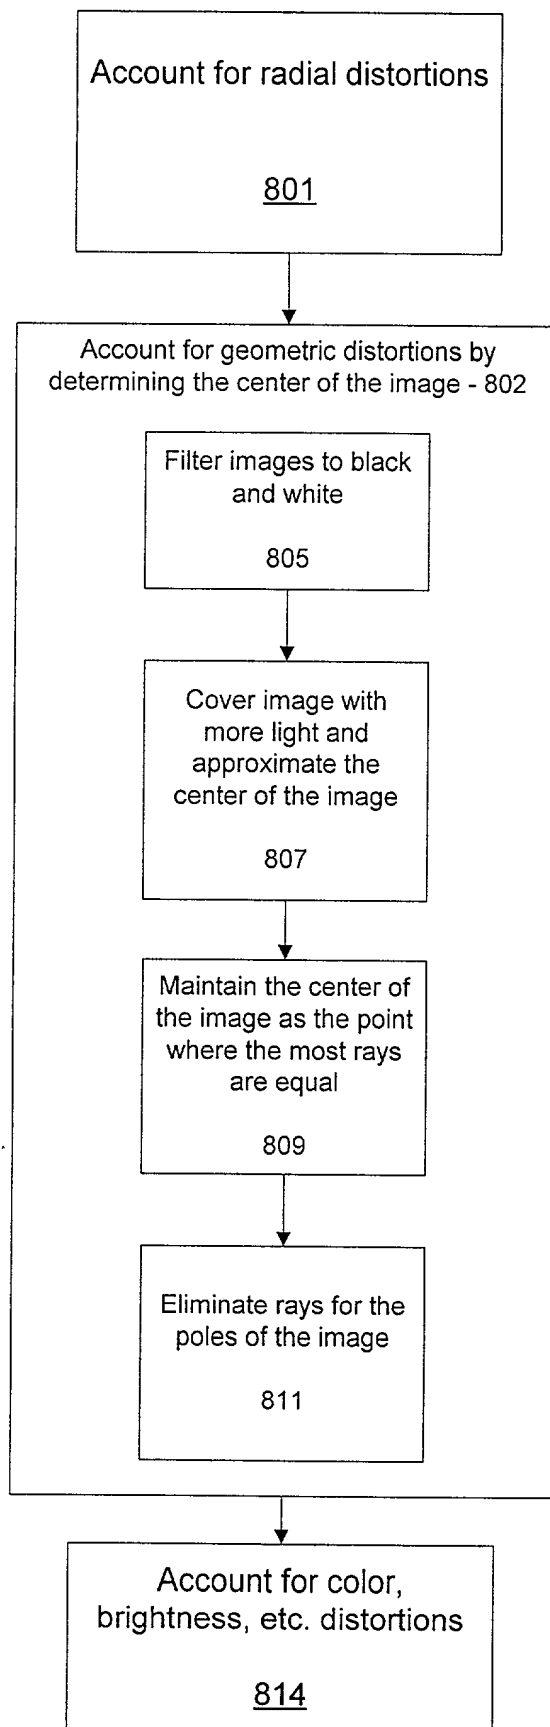 Account for radial distortions
801
Account for geometric distortions by
determining the center of the image - 802
Filter images to black
and white
805
Cover image with
more light and
approximate the
center of the image
807
Maintain the center of
the image as the point
where the most rays
are equal
809
Eliminate rays for the
poles of the image
811
Account for color,
brightness, etc. distortions
814